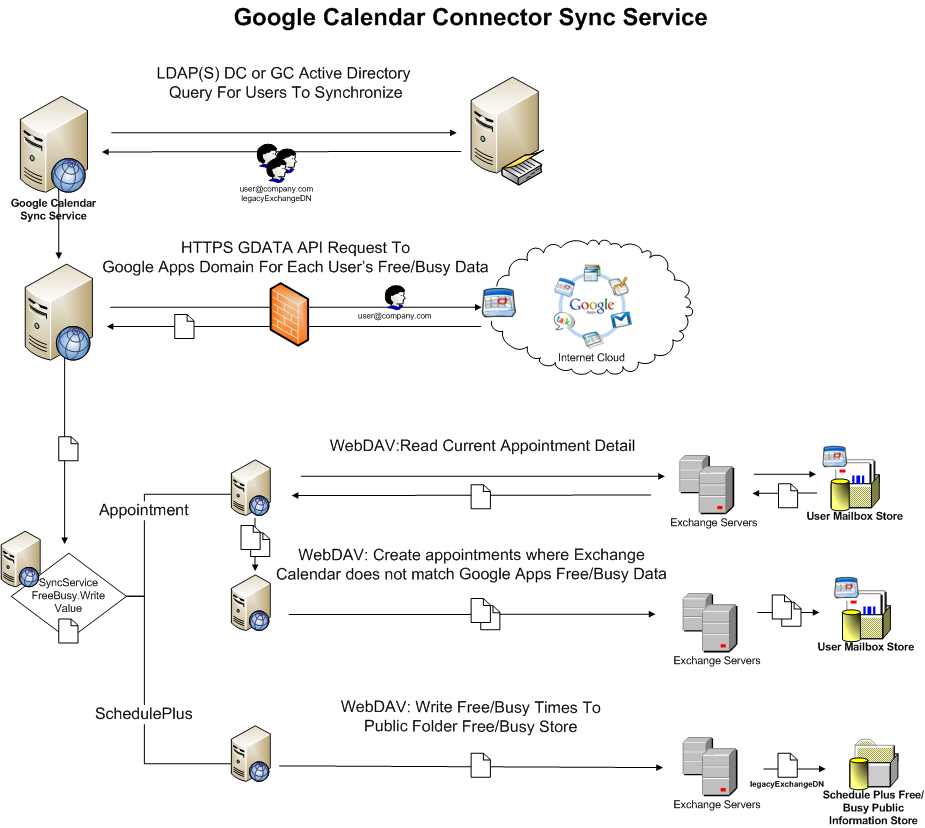 Google Calendar Connector Sync Service
LDAP(S) DC or GC Active Directory
Query For Users To Synchronize
user@company.com
legacyExchangeDN
Google Calendar
Sync Service
HTTPS GDATA API Request To
Google Apps Domain For Each User's Free/Busy Data
user@company.com
Google
Apps
talk
Internet Cloud
WebDAV:Read Current Appointment Detail
Appointment
Exchange Servers
User Mailbox Store
WebDAV: Create appointments where Exchange
Calendar does not match Google Apps Free/Busy Data
SyncService
FreeBusy.Write
Value
Exchange Servers
User Mailbox Store
SchedulePlus
WebDAV: Write Free/Busy Times To
Public Folder Free/Busy Store
Exchange Servers
legacyExchangeDN
Schedule Plus Free/
Busy Public
Information Store